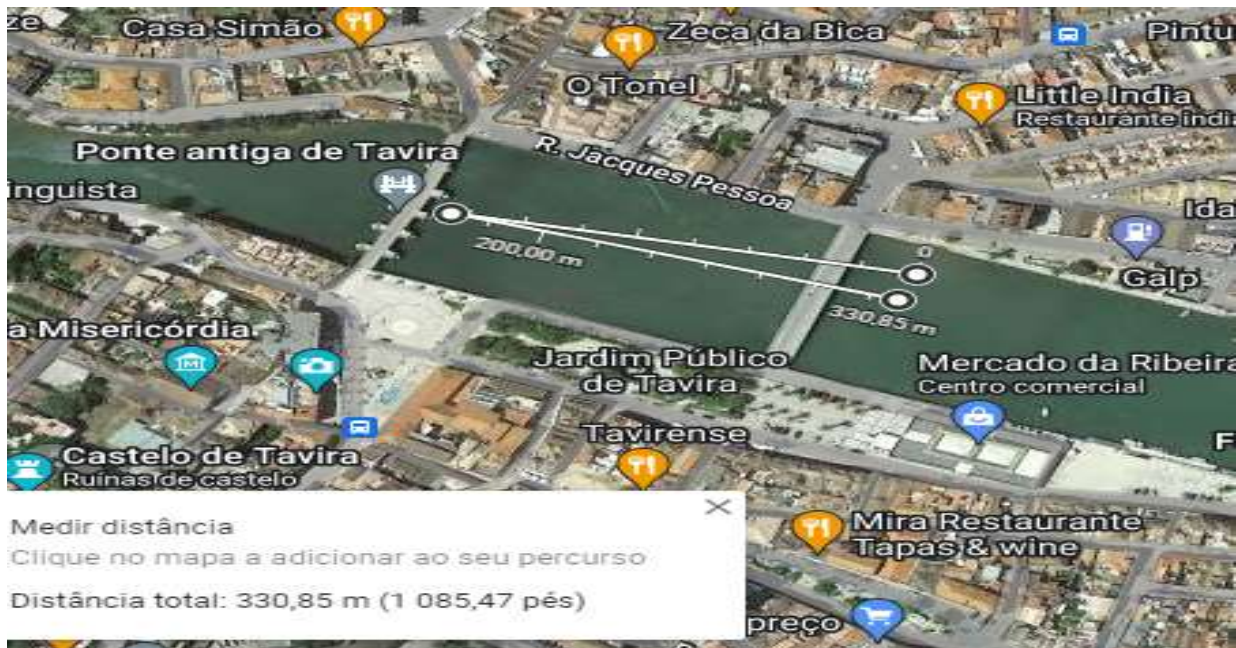 ze
Casa Simão
Zeca da Bica
Pintu
O Tonel
Little India
Restaurante india
Ponte antiga de Tavira
R. Jacques Pessoa
inguista
Ida
200,00 m
0
Galp
330,85 m
a Misericórdia
Jardim Público
de Tavira
Mercado da Ribeira
Centro comercial
Tavirense
F
Castelo de Tavira
Ruínas de castelo
Medir distância
Clique no mapa a adicionar ao seu percurso
Distância total: 330,85 m (1 085,47 pés)
Mira Restaurante
Tapas & wine
preço